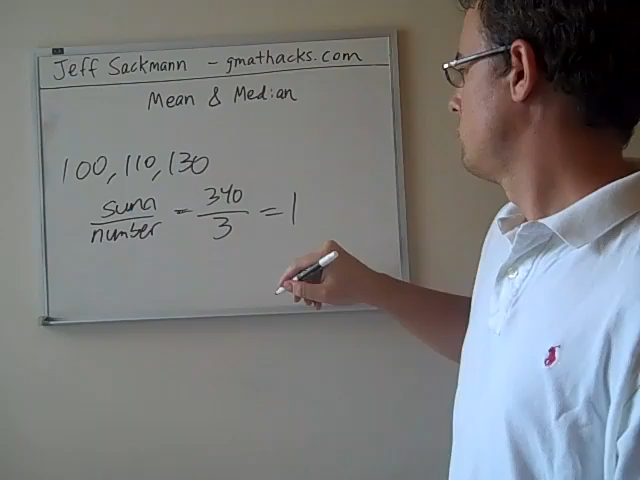 Jeff Sackmann - gmathacks.com
Mean & Median
100, 110, 130
sum/number = 340/3 = 1